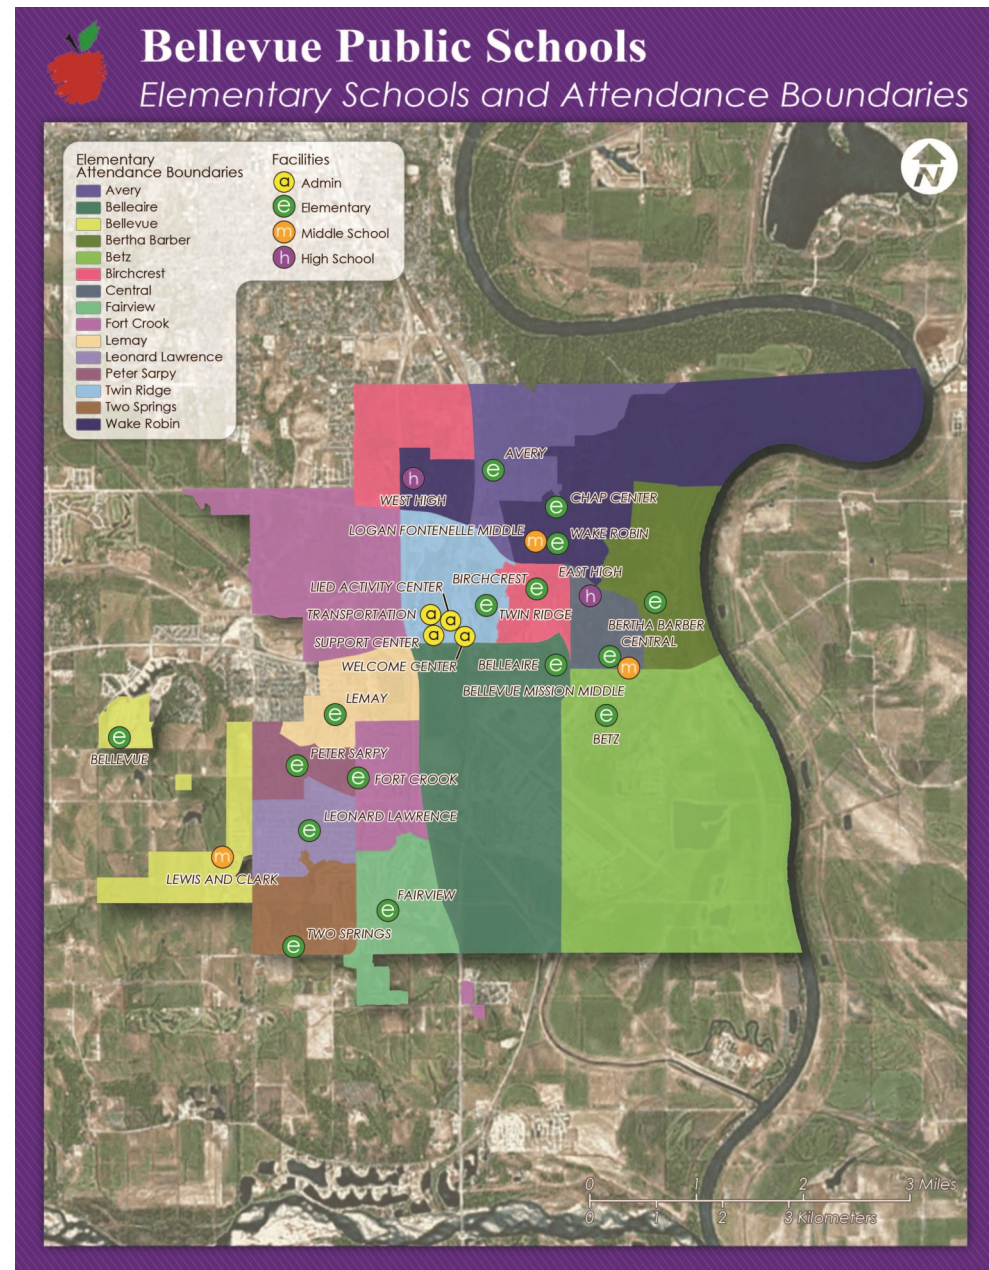 Bellevue Public Schools
Elementary Schools and Attendance Boundaries
Elementary
Attendance Boundaries
Avery
Belleaire
Bellevue
Bertha Barber
Betz
Birchcrest
Central
Fairview
Fort Crook
Lemay
Leonard Lawrence
Peter Sarpy
Twin Ridge
Two Springs
Wake Robin
Facilities
a Admin
e Elementary
m Middle School
h High School
N
AVERY
e
h
WEST HIGH
CHAP CENTER
e
LOGAN FONTENELLE MIDDLE
m
e
WAKE ROBIN
EAST HIGH
h
BIRCHCREST
e
LIED ACTIVITY CENTER
TRANSPORTATION
a
a
e
TWIN RIDGE
e
BERTHA BARBER
SUPPORT CENTER
a
a
CENTRAL
e
m
WELCOME CENTER
BELLEAIRE
e
BELLEVUE MISSION MIDDLE
LEMAY
e
e
BETZ
e
BELLEVUE
PETER SARPY
e
e
FORT CROOK
LEONARD LAWRENCE
e
m
LEWIS AND CLARK
FAIRVIEW
e
TWO SPRINGS
e
0 1 2 3 Miles
0 1 2 3 Kilometers